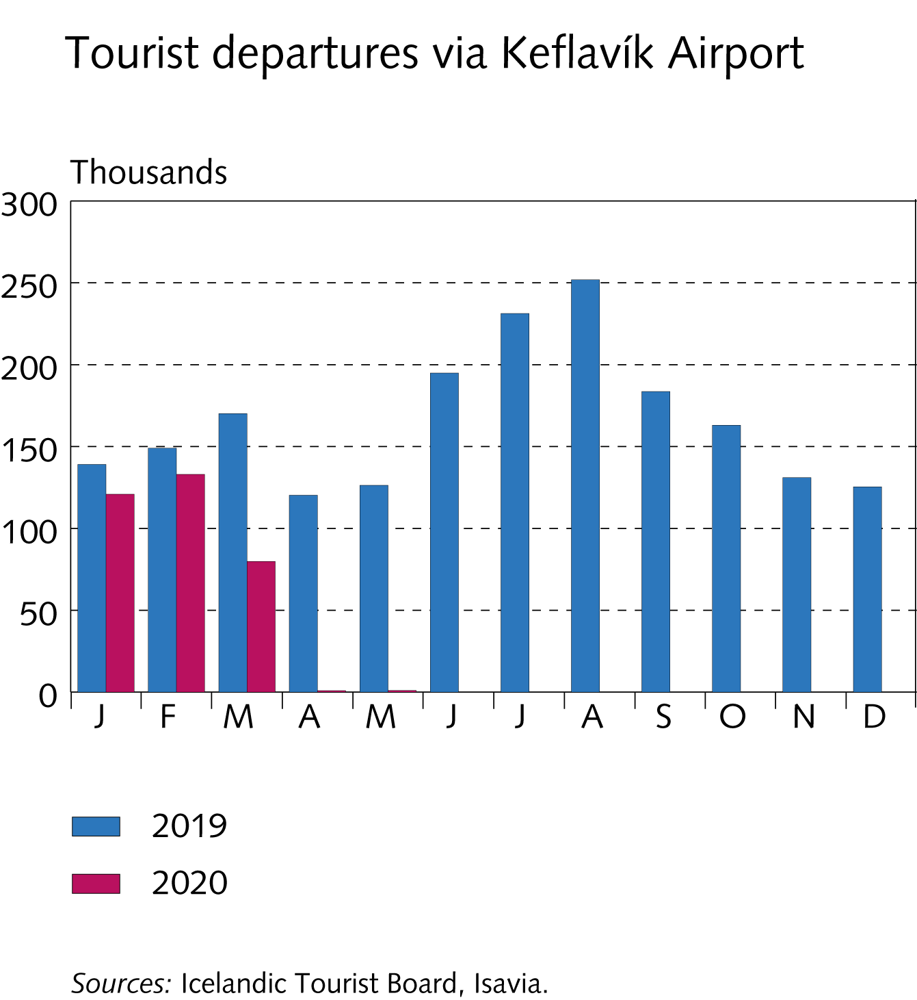 Tourist departures via Keflavík Airport
Thousands
300
250
200
150
100
50
0
J F M A M J J A S O N D
2019
2020
Sources: Icelandic Tourist Board, Isavia.